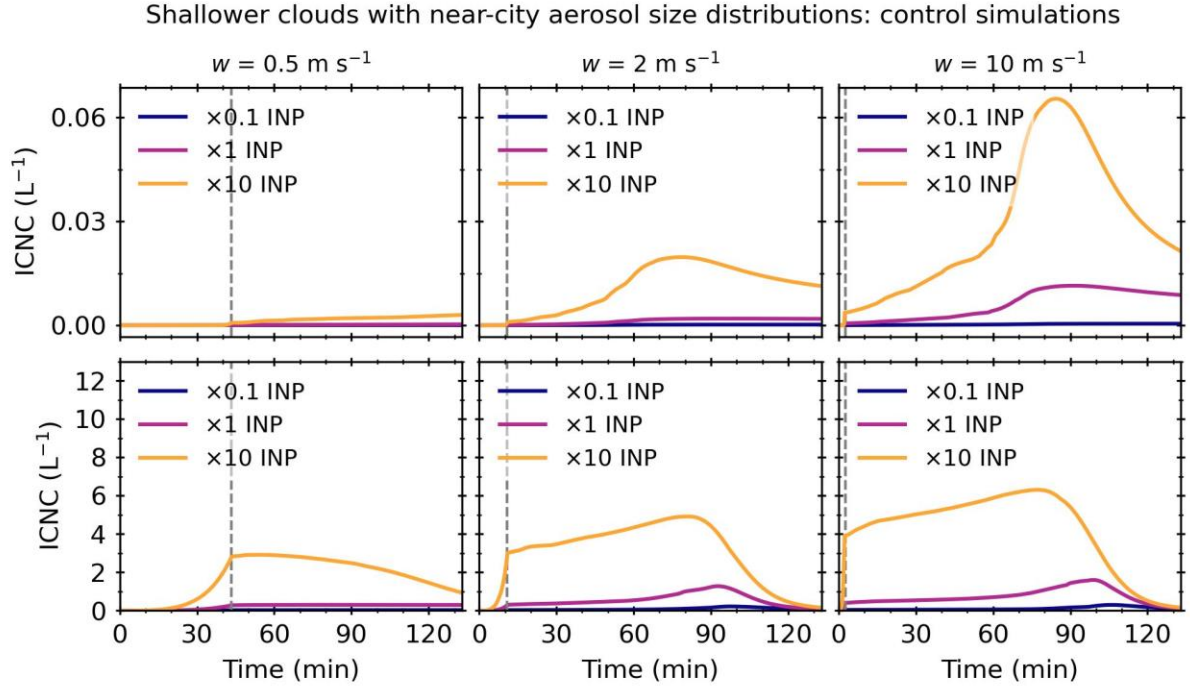 Shallower clouds with near-city aerosol size distributions: control simulations
w = 0.5 m s⁻¹
w = 2 m s⁻¹
w = 10 m s⁻¹
ICNC (L⁻¹)
0.06
0.03
0.00
×0.1 INP
×1 INP
×10 INP
×0.1 INP
×1 INP
×10 INP
×0.1 INP
×1 INP
×10 INP
ICNC (L⁻¹)
12
10
8
6
4
2
0
×0.1 INP
×1 INP
×10 INP
×0.1 INP
×1 INP
×10 INP
×0.1 INP
×1 INP
×10 INP
0 30 60 90 120
0 30 60 90 120
0 30 60 90 120
Time (min)
Time (min)
Time (min)